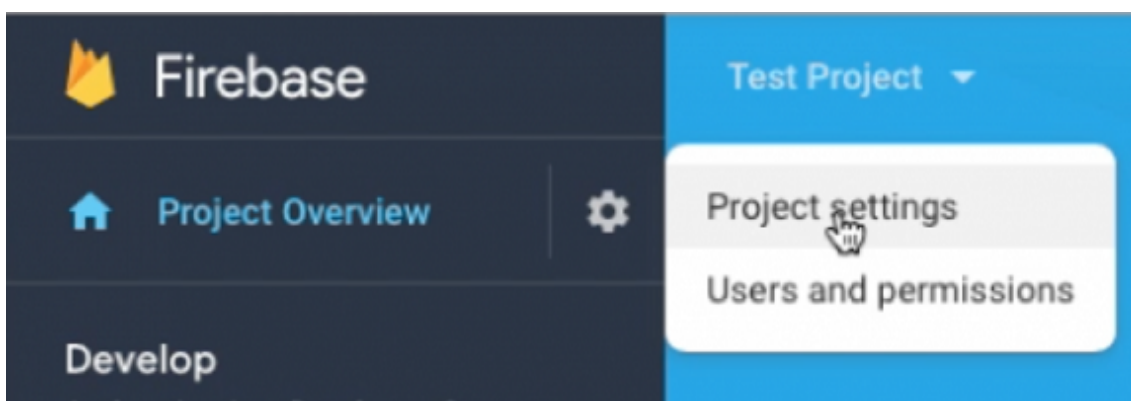 Firebase
Test Project
Project Overview
Project settings
Users and permissions
Develop